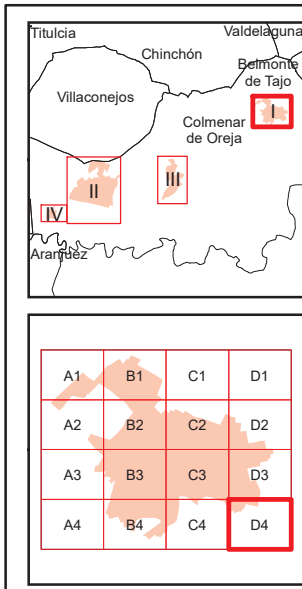 Titulcia
Valdelaguna
Chinchón
Belmonte
de Tajo
Villaconejos
I
Colmenar
de Oreja
II
III
IV
Aranjuez
A1 B1 C1 D1
A2 B2 C2 D2
A3 B3 C3 D3
A4 B4 C4 D4